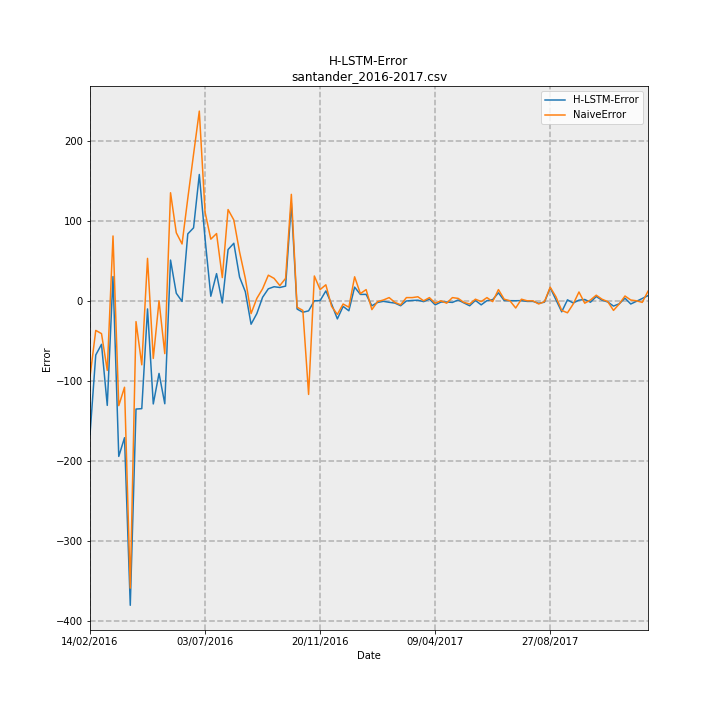 H-LSTM-Error
santander_2016-2017.csv
H-LSTM-Error
NaiveError
200
100
0
−100
−200
−300
−400
Error
14/02/2016
03/07/2016
20/11/2016
09/04/2017
27/08/2017
Date